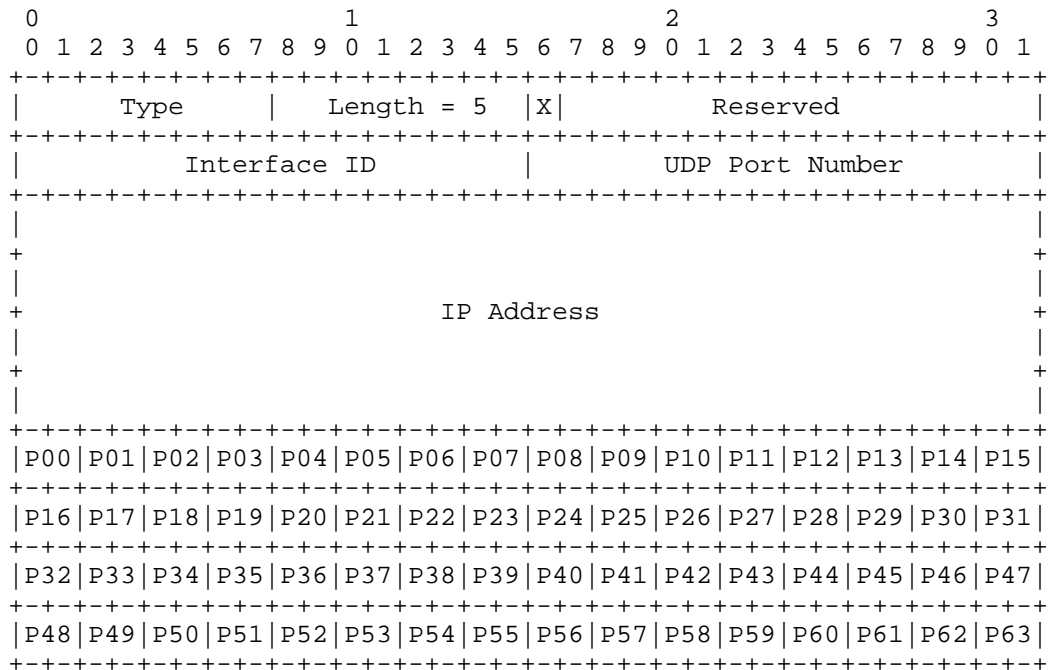 0                   1                   2                   3
 0 1 2 3 4 5 6 7 8 9 0 1 2 3 4 5 6 7 8 9 0 1 2 3 4 5 6 7 8 9 0 1
+-+-+-+-+-+-+-+-+-+-+-+-+-+-+-+-+-+-+-+-+-+-+-+-+-+-+-+-+-+-+-+-+
|      Type     |   Length = 5  |X|         Reserved            |
+-+-+-+-+-+-+-+-+-+-+-+-+-+-+-+-+-+-+-+-+-+-+-+-+-+-+-+-+-+-+-+-+
|          Interface ID         |        UDP Port Number        |
+-+-+-+-+-+-+-+-+-+-+-+-+-+-+-+-+-+-+-+-+-+-+-+-+-+-+-+-+-+-+-+-+
|                                                               |
+                                                               +
|                                                               |
+                          IP Address                           +
|                                                               |
+                                                               +
|                                                               |
+-+-+-+-+-+-+-+-+-+-+-+-+-+-+-+-+-+-+-+-+-+-+-+-+-+-+-+-+-+-+-+-+
|P00|P01|P02|P03|P04|P05|P06|P07|P08|P09|P10|P11|P12|P13|P14|P15|
+-+-+-+-+-+-+-+-+-+-+-+-+-+-+-+-+-+-+-+-+-+-+-+-+-+-+-+-+-+-+-+-+
|P16|P17|P18|P19|P20|P21|P22|P23|P24|P25|P26|P27|P28|P29|P30|P31|
+-+-+-+-+-+-+-+-+-+-+-+-+-+-+-+-+-+-+-+-+-+-+-+-+-+-+-+-+-+-+-+-+
|P32|P33|P34|P35|P36|P37|P38|P39|P40|P41|P42|P43|P44|P45|P46|P47|
+-+-+-+-+-+-+-+-+-+-+-+-+-+-+-+-+-+-+-+-+-+-+-+-+-+-+-+-+-+-+-+-+
|P48|P49|P50|P51|P52|P53|P54|P55|P56|P57|P58|P59|P60|P61|P62|P63|
+-+-+-+-+-+-+-+-+-+-+-+-+-+-+-+-+-+-+-+-+-+-+-+-+-+-+-+-+-+-+-+-+